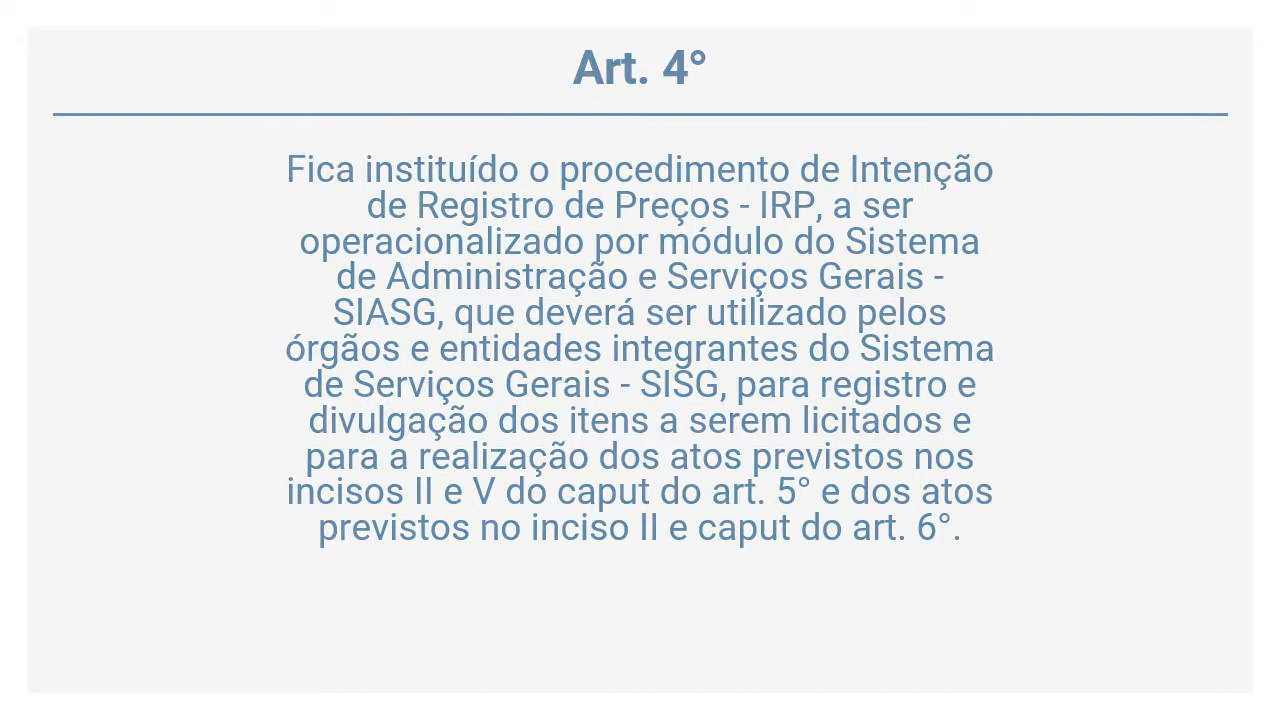 Art. 4°
Fica instituído o procedimento de Intenção
de Registro de Preços - IRP, a ser
operacionalizado por módulo do Sistema
de Administração e Serviços Gerais -
SIASG, que deverá ser utilizado pelos
órgãos e entidades integrantes do Sistema
de Serviços Gerais - SISG, para registro e
divulgação dos itens a serem licitados e
para a realização dos atos previstos nos
incisos II e V do caput do art. 5° e dos atos
previstos no inciso II e caput do art. 6°.